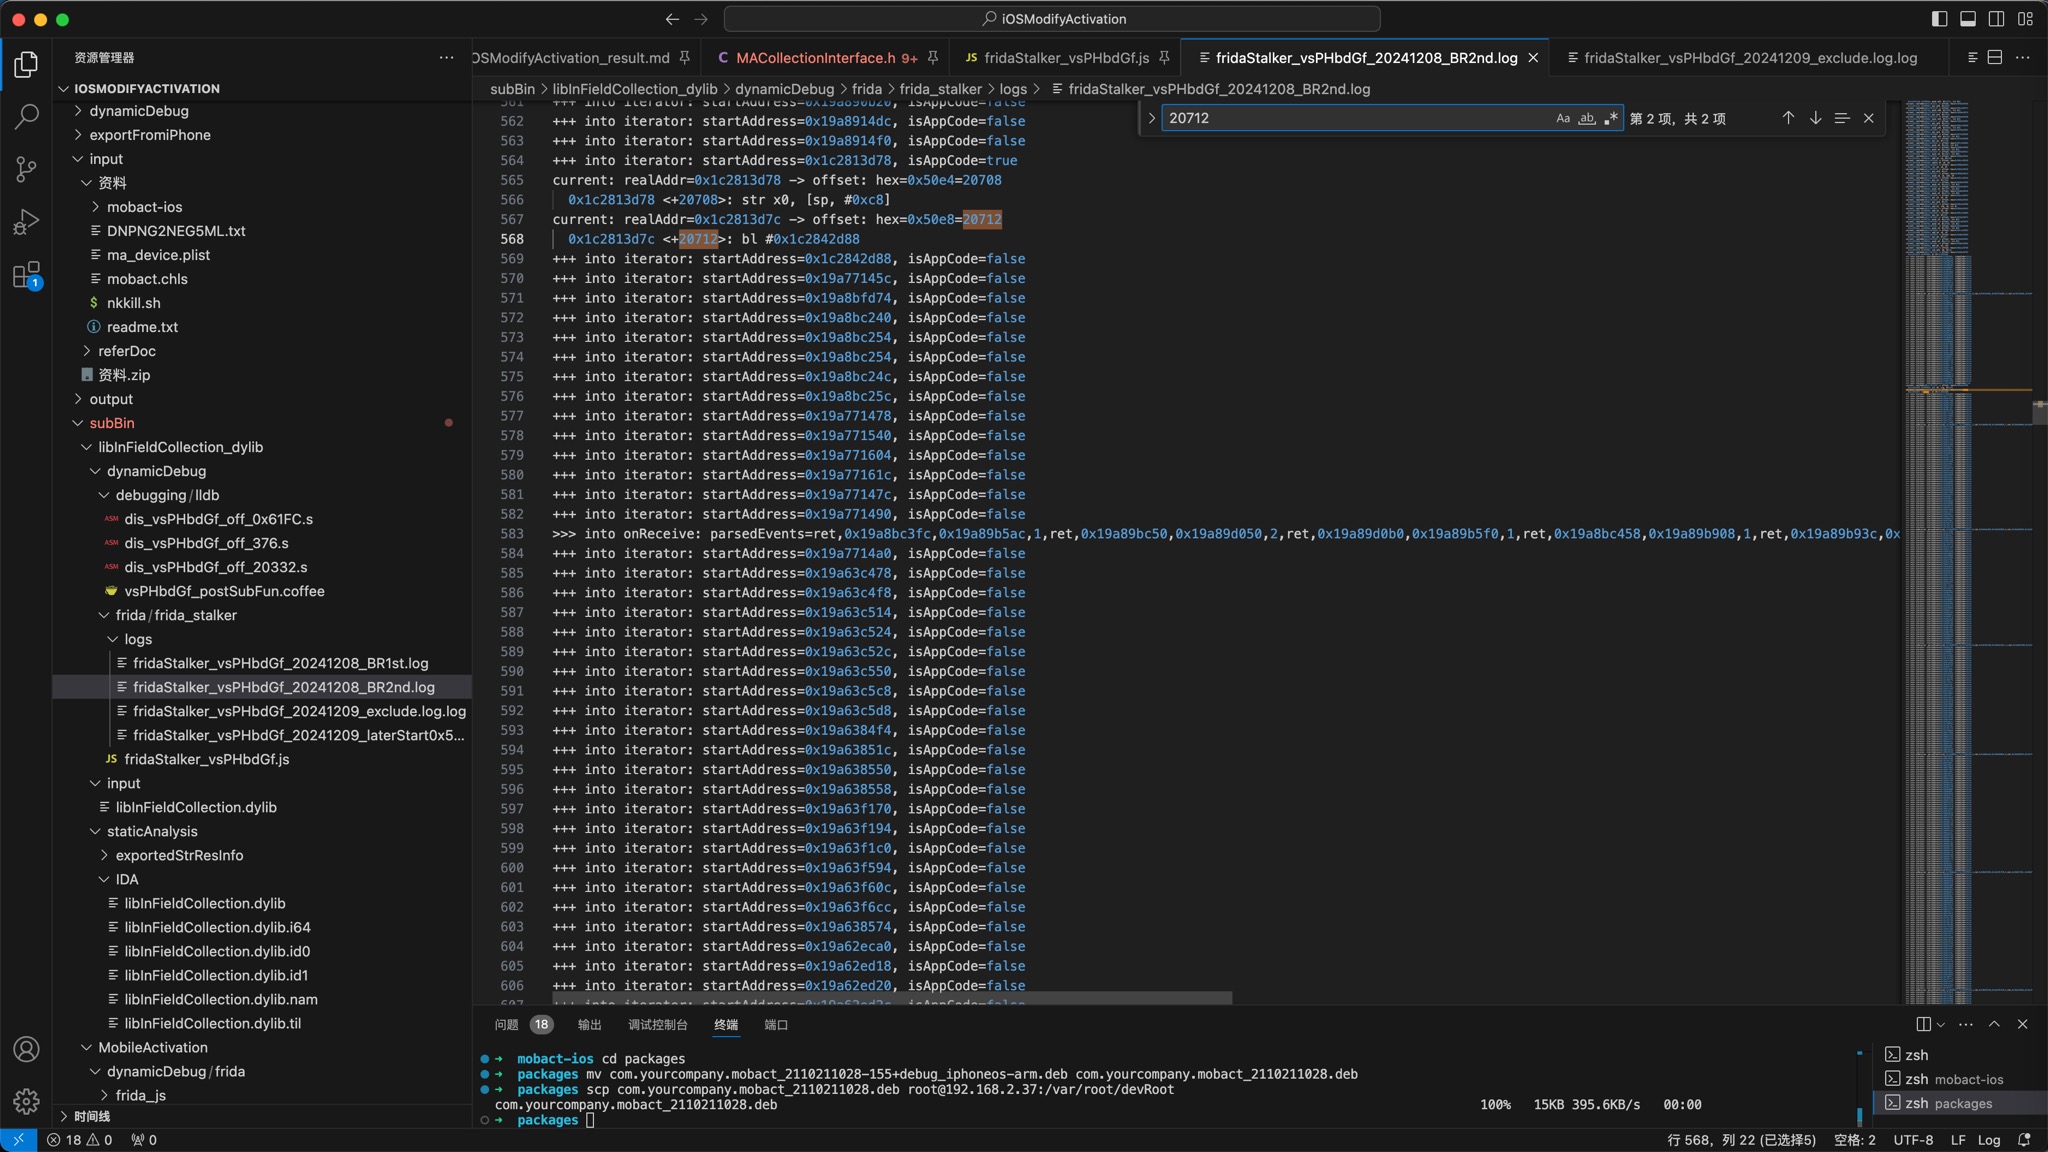 iOSModifyActivation
资源管理器
IOSMODIFYACTIVATION
dynamicDebug
exportFromiPhone
input
资料
mobact-ios
DNPNG2NEG5ML.txt
ma_device.plist
mobact.chls
nkkill.sh
readme.txt
referDoc
资料.zip
output
subBin
libInFieldCollection_dylib
dynamicDebug
debugging/lldb
dis_vsPHbdGf_off_0x61FC.s
dis_vsPHbdGf_off_376.s
dis_vsPHbdGf_off_20332.s
vsPHbdGf_postSubFun.coffee
frida/frida_stalker
logs
fridaStalker_vsPHbdGf_20241208_BR1st.log
fridaStalker_vsPHbdGf_20241208_BR2nd.log
fridaStalker_vsPHbdGf_20241209_exclude.log.log
fridaStalker_vsPHbdGf_20241209_laterStart0x5...
JS fridaStalker_vsPHbdGf.js
input
libInFieldCollection.dylib
staticAnalysis
exportedStrResInfo
IDA
libInFieldCollection.dylib
libInFieldCollection.dylib.i64
libInFieldCollection.dylib.id0
libInFieldCollection.dylib.id1
libInFieldCollection.dylib.nam
libInFieldCollection.dylib.til
MobileActivation
dynamicDebug/frida
frida_js
时间线
OSModifyActivation_result.md
C MACollectionInterface.h 9+
JS fridaStalker_vsPHbdGf.js
fridaStalker_vsPHbdGf_20241208_BR2nd.log
fridaStalker_vsPHbdGf_20241209_exclude.log.log
subBin > libInFieldCollection_dylib > dynamicDebug > frida > frida_stalker > logs > fridaStalker_vsPHbdGf_20241208_BR2nd.log
20712 Aa ab .* 第 2 项，共 2 项
561 +++ into iterator: startAddress=0x19a890b20, isAppCode=false
562 +++ into iterator: startAddress=0x19a8914dc, isAppCode=false
563 +++ into iterator: startAddress=0x19a8914f0, isAppCode=false
564 +++ into iterator: startAddress=0x1c2813d78, isAppCode=true
565 current: realAddr=0x1c2813d78 -> offset: hex=0x50e4=20708
566 0x1c2813d78 <+20708>: str x0, [sp, #0xc8]
567 current: realAddr=0x1c2813d7c -> offset: hex=0x50e8=20712
568 0x1c2813d7c <+20712>: bl #0x1c2842d88
569 +++ into iterator: startAddress=0x1c2842d88, isAppCode=false
570 +++ into iterator: startAddress=0x19a77145c, isAppCode=false
571 +++ into iterator: startAddress=0x19a8bfd74, isAppCode=false
572 +++ into iterator: startAddress=0x19a8bc240, isAppCode=false
573 +++ into iterator: startAddress=0x19a8bc254, isAppCode=false
574 +++ into iterator: startAddress=0x19a8bc254, isAppCode=false
575 +++ into iterator: startAddress=0x19a8bc24c, isAppCode=false
576 +++ into iterator: startAddress=0x19a8bc25c, isAppCode=false
577 +++ into iterator: startAddress=0x19a771478, isAppCode=false
578 +++ into iterator: startAddress=0x19a771540, isAppCode=false
579 +++ into iterator: startAddress=0x19a771604, isAppCode=false
580 +++ into iterator: startAddress=0x19a77161c, isAppCode=false
581 +++ into iterator: startAddress=0x19a77147c, isAppCode=false
582 +++ into iterator: startAddress=0x19a771490, isAppCode=false
583 >>> into onReceive: parsedEvents=ret,0x19a8bc3fc,0x19a89b5ac,1,ret,0x19a89bc50,0x19a89d050,2,ret,0x19a89d0b0,0x19a89b5f0,1,ret,0x19a8bc458,0x19a89b908,1,ret,0x19a89b93c,0x
584 +++ into iterator: startAddress=0x19a7714a0, isAppCode=false
585 +++ into iterator: startAddress=0x19a63c478, isAppCode=false
586 +++ into iterator: startAddress=0x19a63c4f8, isAppCode=false
587 +++ into iterator: startAddress=0x19a63c514, isAppCode=false
588 +++ into iterator: startAddress=0x19a63c524, isAppCode=false
589 +++ into iterator: startAddress=0x19a63c52c, isAppCode=false
590 +++ into iterator: startAddress=0x19a63c550, isAppCode=false
591 +++ into iterator: startAddress=0x19a63c5c8, isAppCode=false
592 +++ into iterator: startAddress=0x19a63c5d8, isAppCode=false
593 +++ into iterator: startAddress=0x19a6384f4, isAppCode=false
594 +++ into iterator: startAddress=0x19a63851c, isAppCode=false
595 +++ into iterator: startAddress=0x19a638550, isAppCode=false
596 +++ into iterator: startAddress=0x19a638558, isAppCode=false
597 +++ into iterator: startAddress=0x19a63f170, isAppCode=false
598 +++ into iterator: startAddress=0x19a63f194, isAppCode=false
599 +++ into iterator: startAddress=0x19a63f1c0, isAppCode=false
600 +++ into iterator: startAddress=0x19a63f594, isAppCode=false
601 +++ into iterator: startAddress=0x19a63f60c, isAppCode=false
602 +++ into iterator: startAddress=0x19a63f6cc, isAppCode=false
603 +++ into iterator: startAddress=0x19a638574, isAppCode=false
604 +++ into iterator: startAddress=0x19a62eca0, isAppCode=false
605 +++ into iterator: startAddress=0x19a62ed18, isAppCode=false
606 +++ into iterator: startAddress=0x19a62ed20, isAppCode=false
问题 18 输出 调试控制台 终端 端口
→ mobact-ios cd packages
→ packages mv com.yourcompany.mobact_2110211028-155+debug_iphoneos-arm.deb com.yourcompany.mobact_2110211028.deb
→ packages scp com.yourcompany.mobact_2110211028.deb root@192.168.2.37:/var/root/devRoot
com.yourcompany.mobact_2110211028.deb 100% 15KB 395.6KB/s 00:00
→ packages
zsh
zsh mobact-ios
zsh packages
18 0 0
行 568，列 22 (已选择5) 空格: 2 UTF-8 LF Log